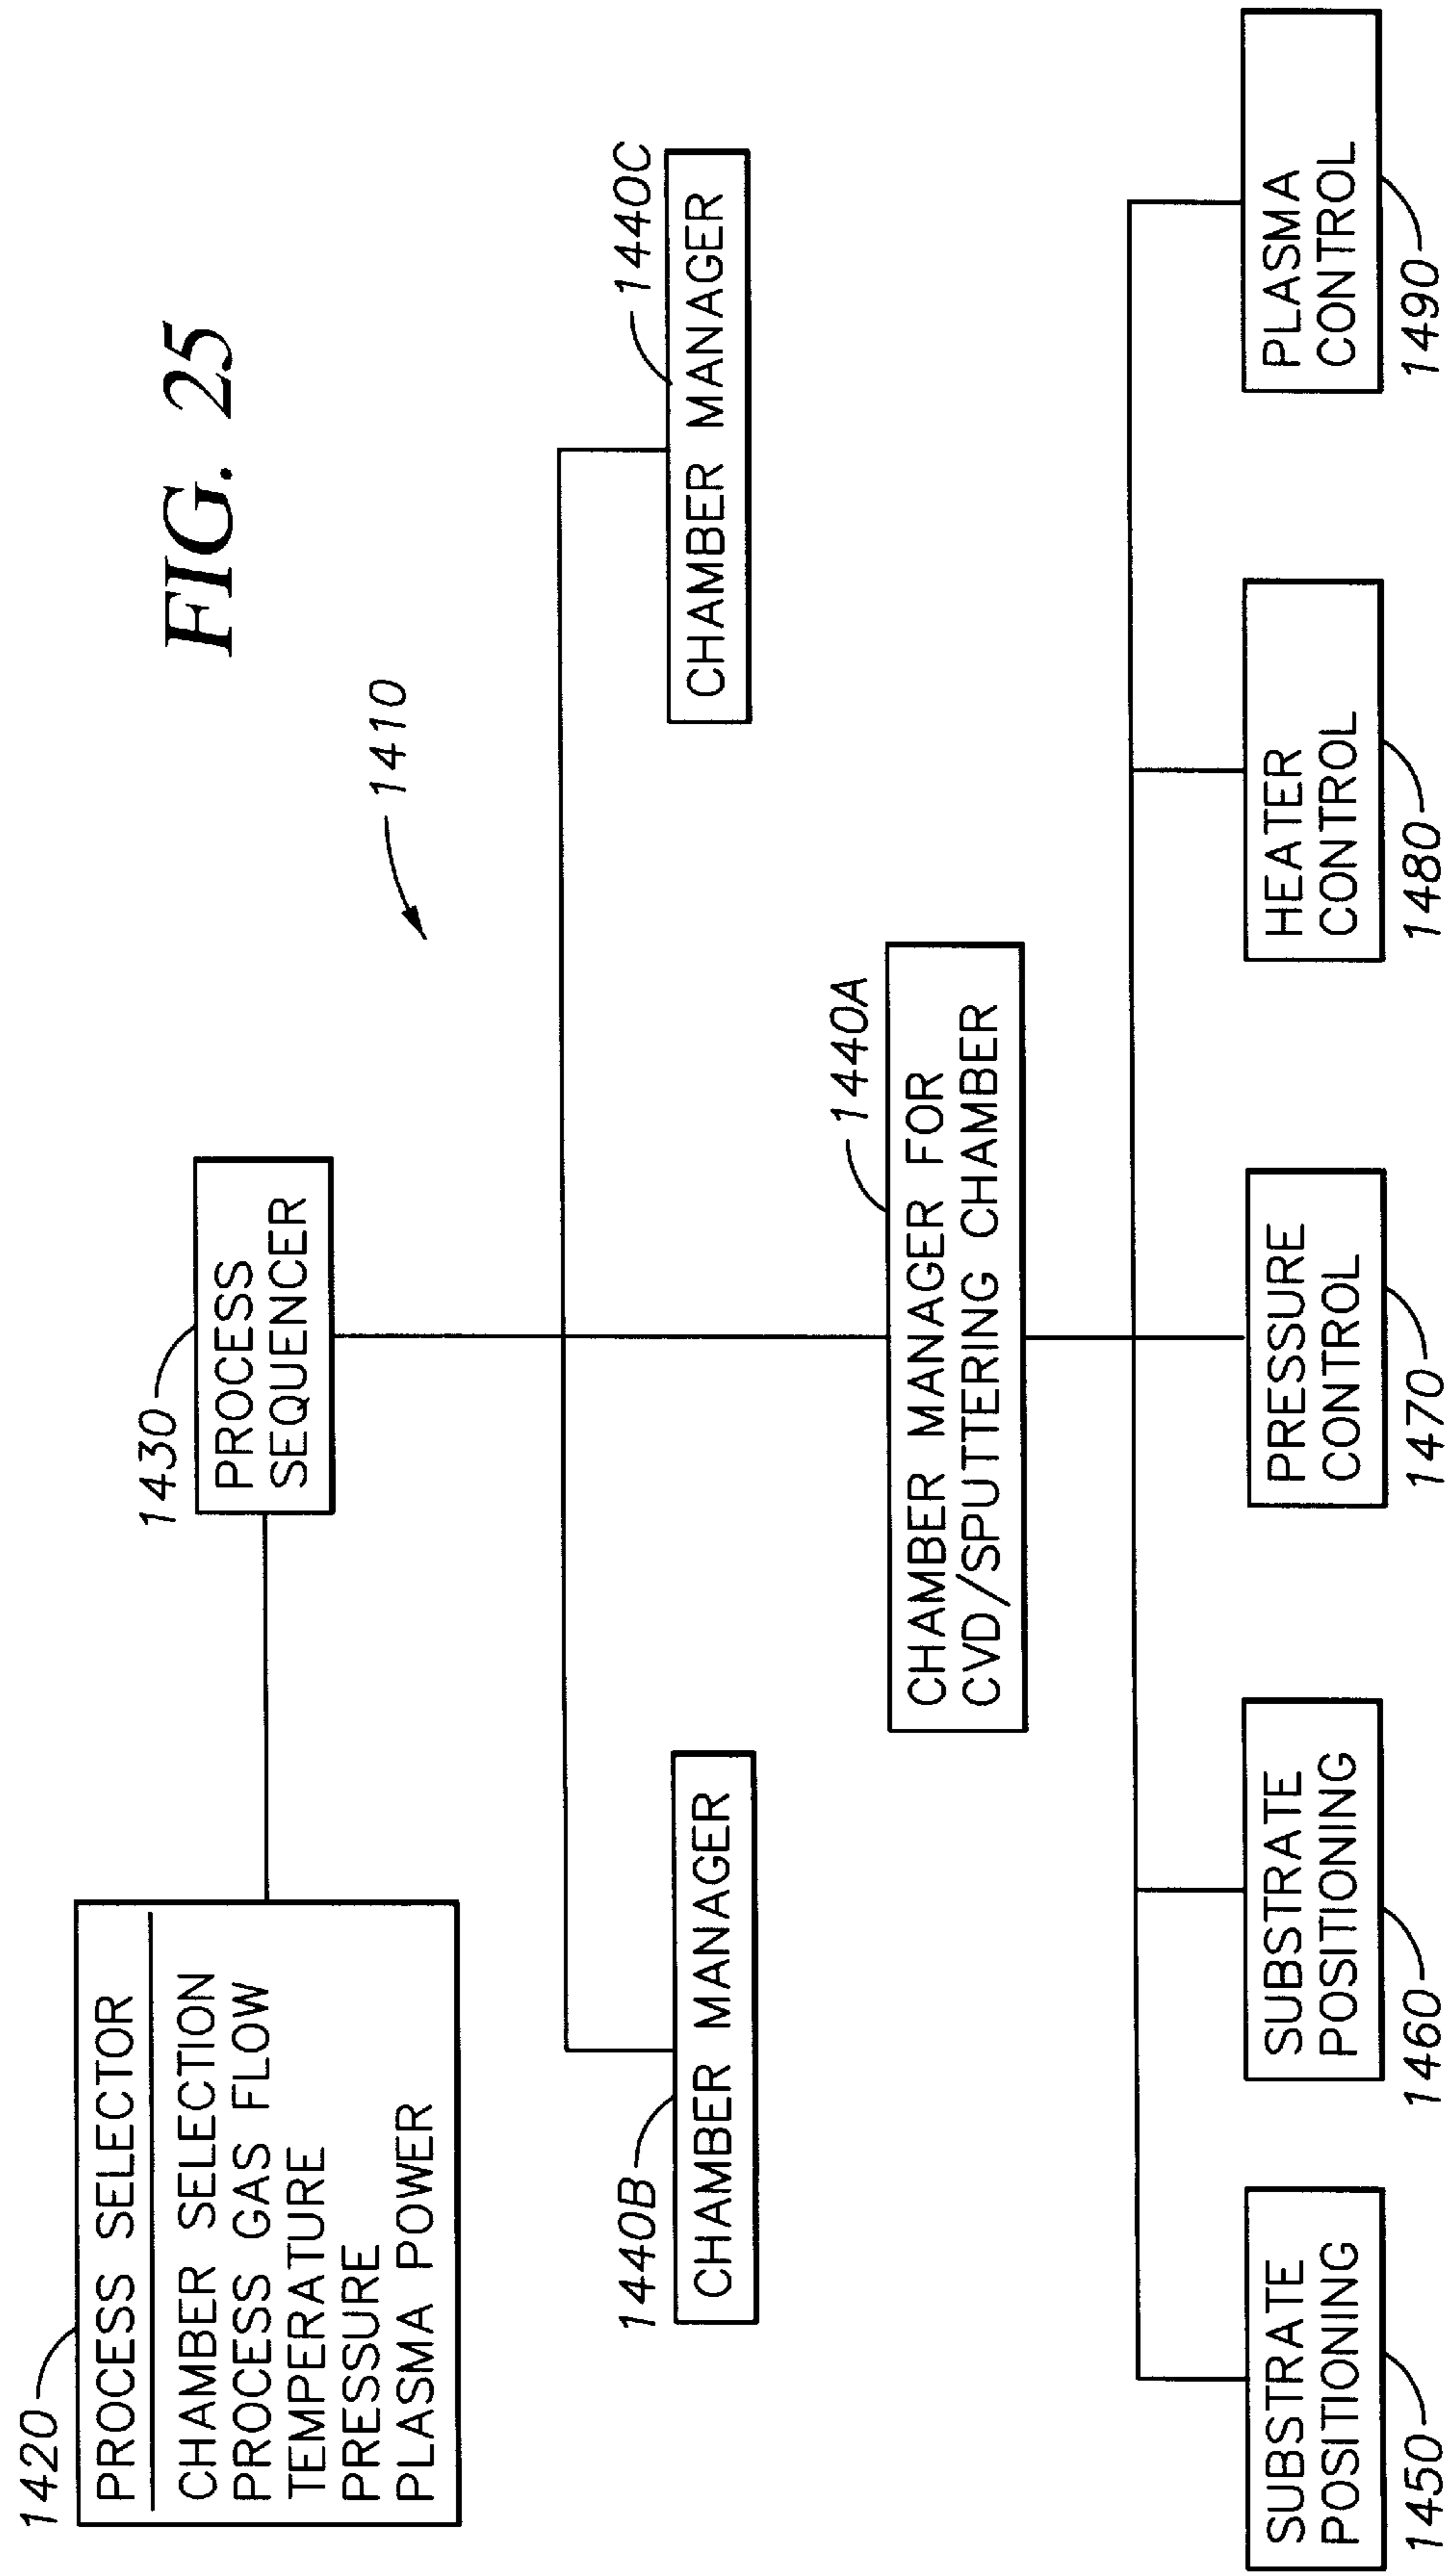 FIG. 25
1410
1420
PROCESS SELECTOR
CHAMBER SELECTION
PROCESS GAS FLOW
TEMPERATURE
PRESSURE
PLASMA POWER
1430
PROCESS
SEQUENCER
1440B
CHAMBER MANAGER
1440C
CHAMBER MANAGER
1440A
CHAMBER MANAGER FOR
CVD/SPUTTERING CHAMBER
SUBSTRATE
POSITIONING
1450
SUBSTRATE
POSITIONING
1460
PRESSURE
CONTROL
1470
HEATER
CONTROL
1480
PLASMA
CONTROL
1490